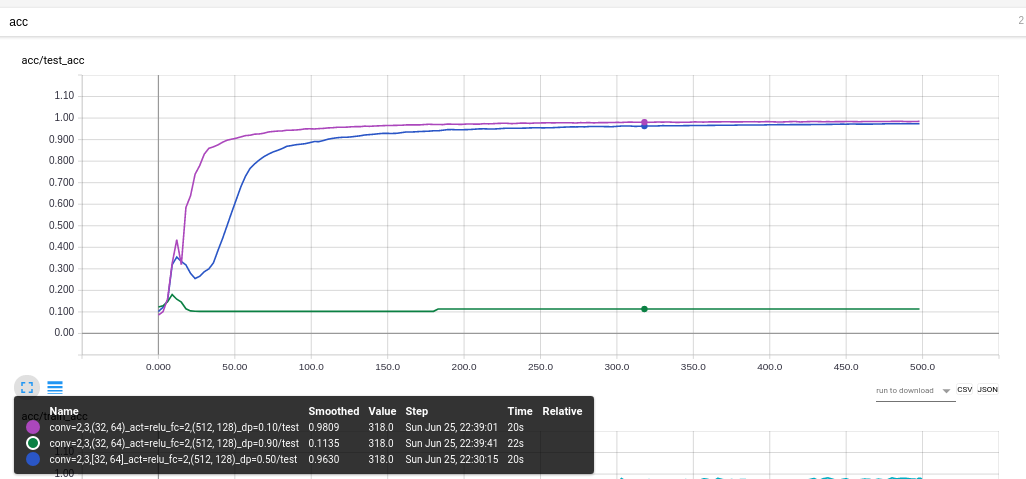 acc
2
acc/test_acc
1.10
1.00
0.900
0.800
0.700
0.600
0.500
0.400
0.300
0.200
0.100
0.00
0.000 50.00 100.0 150.0 200.0 250.0 300.0 350.0 400.0 450.0 500.0
run to download CSV JSON
acc/train_acc
Name Smoothed Value Step Time Relative
conv=2,3,(32, 64)_act=relu_fc=2,(512, 128)_dp=0.10/test 0.9809 318.0 Sun Jun 25, 22:39:01 20s
conv=2,3,(32, 64)_act=relu_fc=2,(512, 128)_dp=0.90/test 0.1135 318.0 Sun Jun 25, 22:39:41 22s
conv=2,3,[32, 64]_act=relu_fc=2,(512, 128)_dp=0.50/test 0.9630 318.0 Sun Jun 25, 22:30:15 20s
1.10
1.00